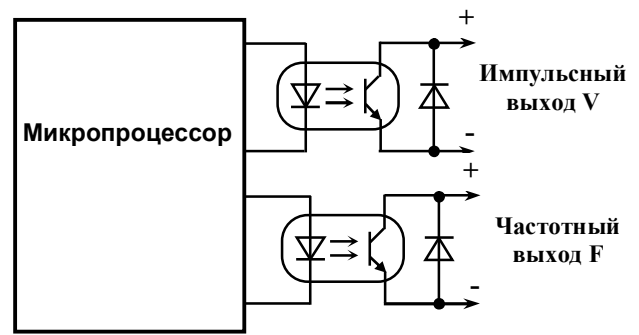 +
Импульсный
выход V
Микропроцессор
-
+
Частотный
выход F
-